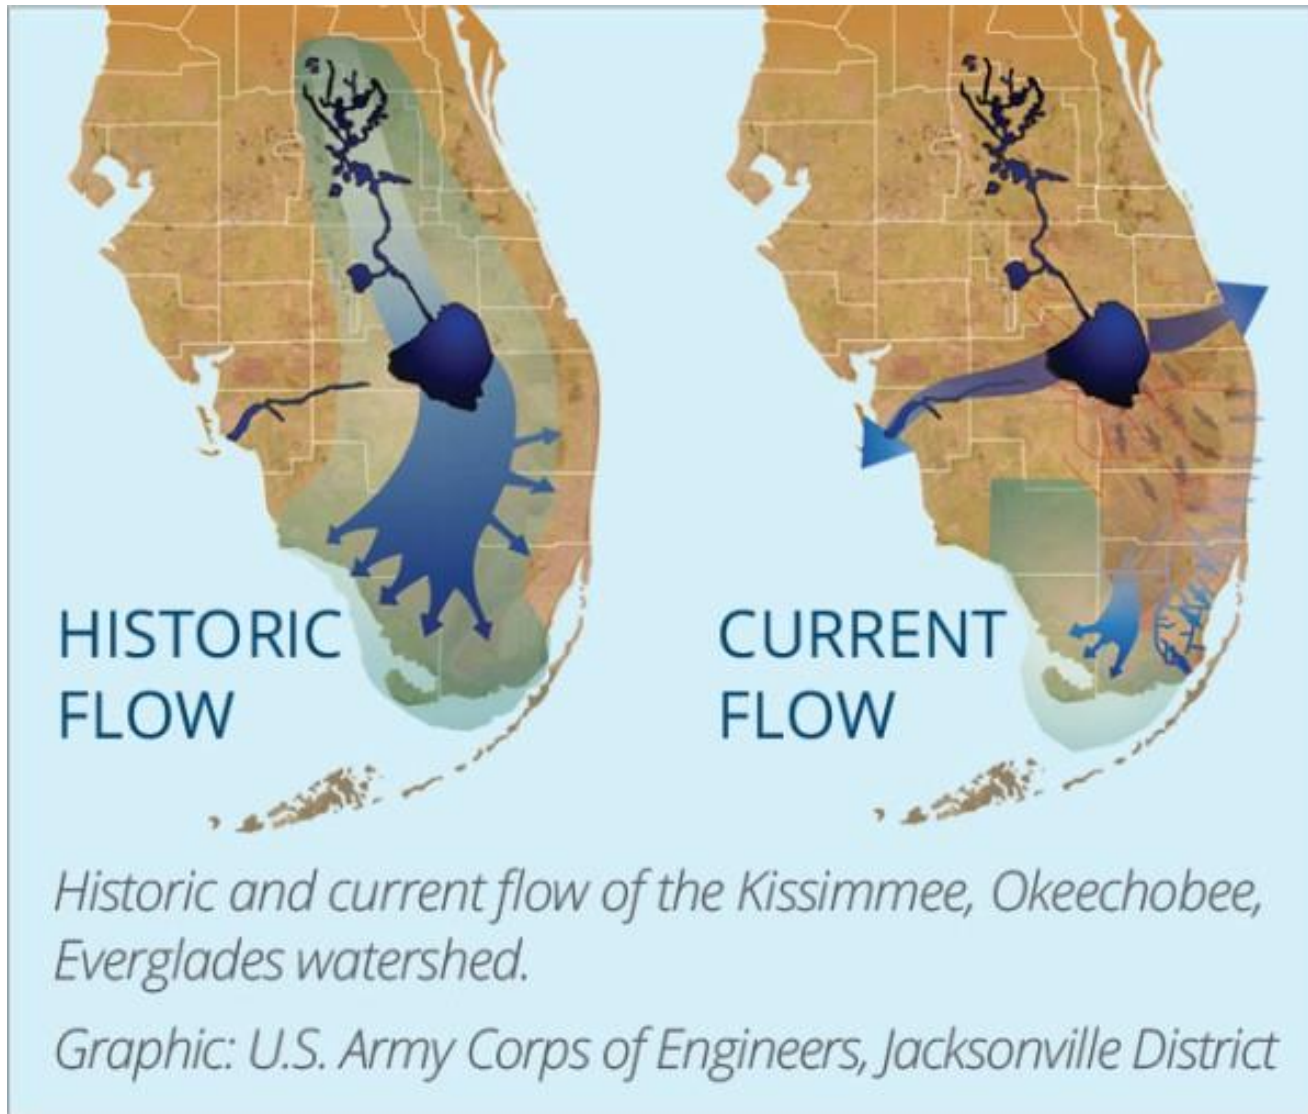 HISTORIC
FLOW
CURRENT
FLOW
Historic and current flow of the Kissimmee, Okeechobee,
Everglades watershed.
Graphic: U.S. Army Corps of Engineers, Jacksonville District